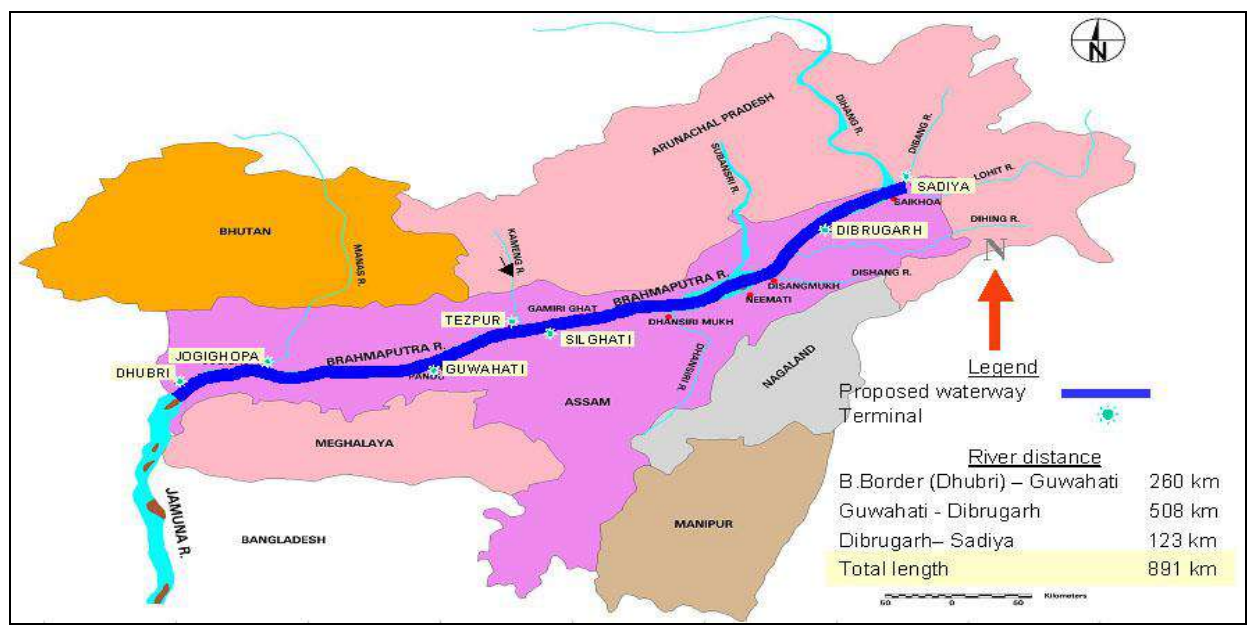 N
ARUNACHAL PRADESH
DIHANG R.
DIBANG R.
SUBANSRI R.
LOHIT R.
SADIYA
SAIKHOA
DIHING R.
DIBRUGARH
BHUTAN
MANAS R.
KAMENG R.
N
DISHANG R.
BRAHMAPUTRA R.
DISANGMUKH
NEEMATI
GAMIRI GHAT
TEZPUR
DHANSIRI MUKH
SILGHATI
JOGIGHOPA
BRAHMAPUTRA R.
DHUBRI
PANDU
GUWAHATI
DHANSIRI R.
NAGALAND
ASSAM
MEGHALAYA
JAMUNA R.
BANGLADESH
MANIPUR
Legend
Proposed waterway
Terminal
River distance
B.Border (Dhubri) – Guwahati 260 km
Guwahati - Dibrugarh 508 km
Dibrugarh– Sadiya 123 km
Total length 891 km
50 0 50 Kilometers